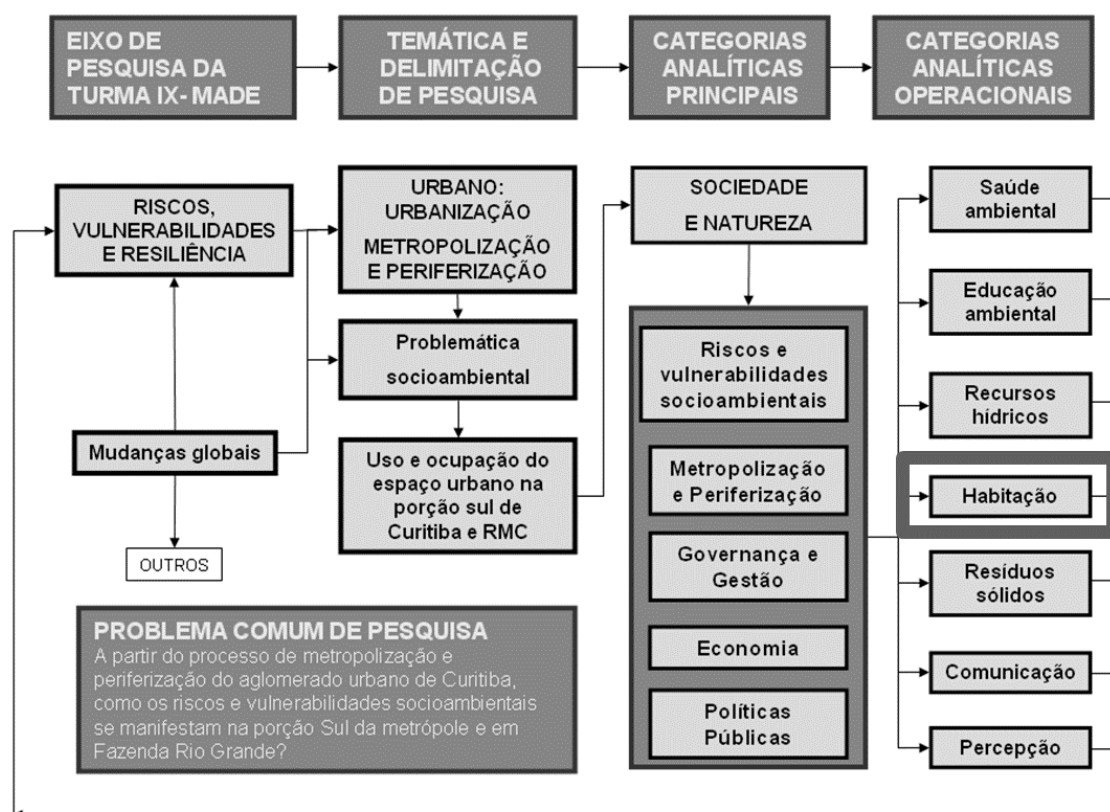 EIXO DE
PESQUISA DA
TURMA IX- MADE
TEMÁTICA E
DELIMITAÇÃO
DE PESQUISA
CATEGORIAS
ANALÍTICAS
PRINCIPAIS
CATEGORIAS
ANALÍTICAS
OPERACIONAIS
RISCOS,
VULNERABILIDADES
E RESILIÊNCIA
Mudanças globais
OUTROS
URBANO:
URBANIZAÇÃO
METROPOLIZAÇÃO
E PERIFERIZAÇÃO
Problemática
socioambiental
Uso e ocupação do
espaço urbano na
porção sul de
Curitiba e RMC
PROBLEMA COMUM DE PESQUISA
A partir do processo de metropolização e
periferização do aglomerado urbano de Curitiba,
como os riscos e vulnerabilidades socioambientais
se manifestam na porção Sul da metrópole e em
Fazenda Rio Grande?
SOCIEDADE
E NATUREZA
Riscos e
vulnerabilidades
socioambientais
Metropolização
e Periferização
Governança e
Gestão
Economia
Políticas
Públicas
Saúde
ambiental
Educação
ambiental
Recursos
hídricos
Habitação
Resíduos
sólidos
Comunicação
Percepção